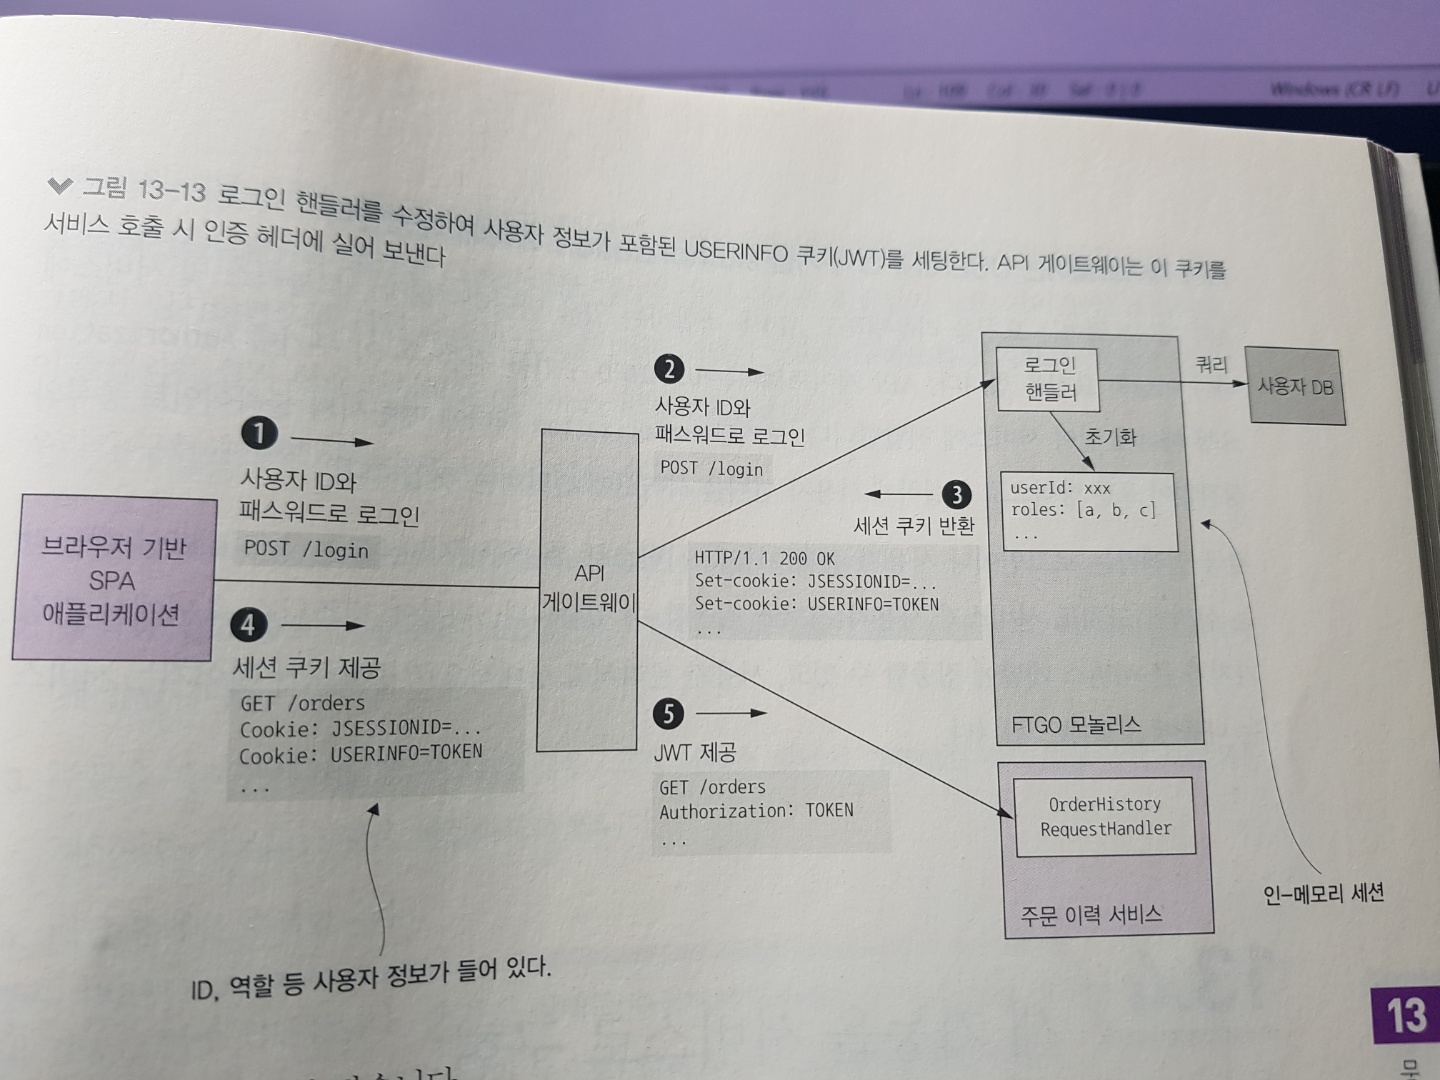 Windows (CR LF)
그림 13-13 로그인 핸들러를 수정하여 사용자 정보가 포함된 USERINFO 쿠키(JWT)를 세팅한다. API 게이트웨이는 이 쿠키를
서비스 호출 시 인증 헤더에 실어 보낸다
1
사용자 ID와
패스워드로 로그인
POST /login
브라우저 기반
SPA
애플리케이션
4
세션 쿠키 제공
GET /orders
Cookie: JSESSIONID=...
Cookie: USERINFO=TOKEN
...
ID, 역할 등 사용자 정보가 들어 있다.
API
게이트웨이
2
사용자 ID와
패스워드로 로그인
POST /login
3
세션 쿠키 반환
HTTP/1.1 200 OK
Set-cookie: JSESSIONID=...
Set-cookie: USERINFO=TOKEN
...
5
JWT 제공
GET /orders
Authorization: TOKEN
...
로그인
핸들러
쿼리
사용자 DB
초기화
userId: xxx
roles: [a, b, c]
...
FTGO 모놀리스
OrderHistory
RequestHandler
주문 이력 서비스
인-메모리 세션
13